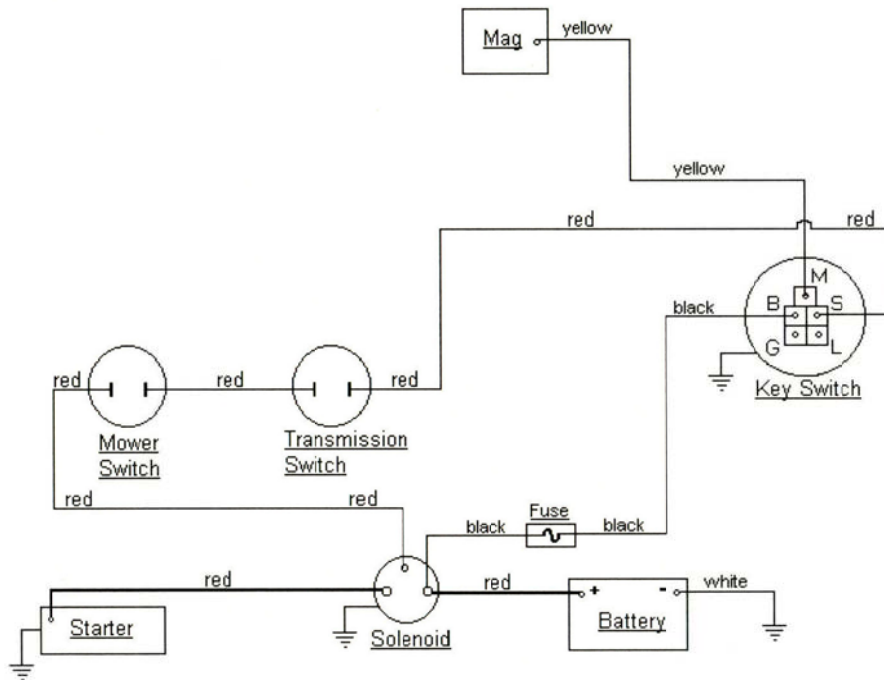 Mag
yellow
yellow
red
red
M
B
S
black
G
L
Key Switch
red
red
red
Mower
Switch
Transmission
Switch
red
red
Fuse
black
black
red
red
+
-
white
Starter
Solenoid
Battery